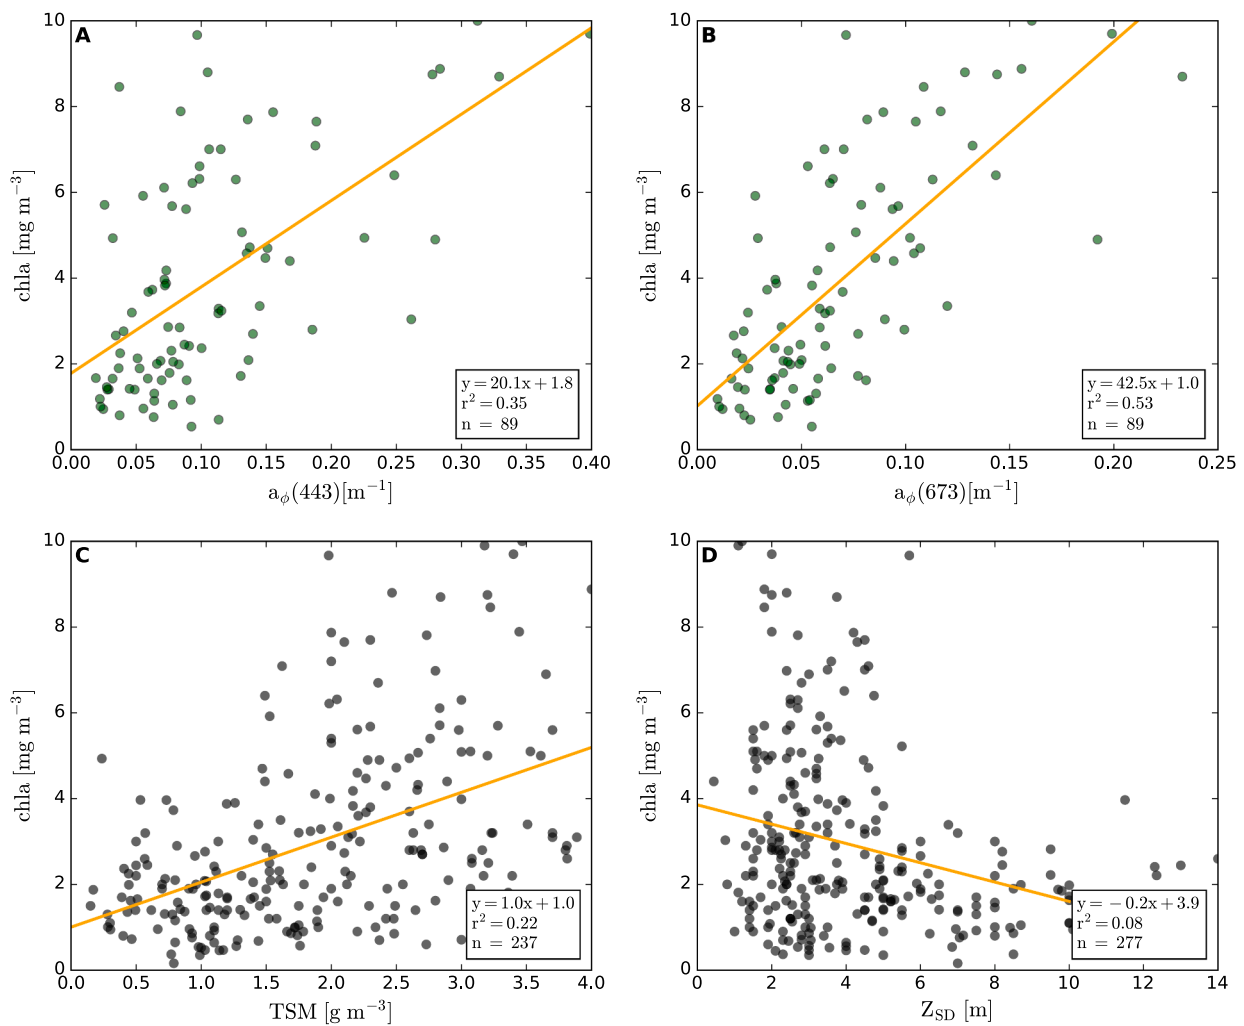 A
10
8
6
4
2
0
chla [mg m⁻³]
y = 20.1x + 1.8
r² = 0.35
n = 89
0.00 0.05 0.10 0.15 0.20 0.25 0.30 0.35 0.40
a_ϕ(443)[m⁻¹]
B
10
8
6
4
2
0
chla [mg m⁻³]
y = 42.5x + 1.0
r² = 0.53
n = 89
0.00 0.05 0.10 0.15 0.20 0.25
a_ϕ(673)[m⁻¹]
C
10
8
6
4
2
0
chla [mg m⁻³]
y = 1.0x + 1.0
r² = 0.22
n = 237
0.0 0.5 1.0 1.5 2.0 2.5 3.0 3.5 4.0
TSM [g m⁻³]
D
10
8
6
4
2
0
chla [mg m⁻³]
y = −0.2x + 3.9
r² = 0.08
n = 277
0 2 4 6 8 10 12 14
Z_SD [m]